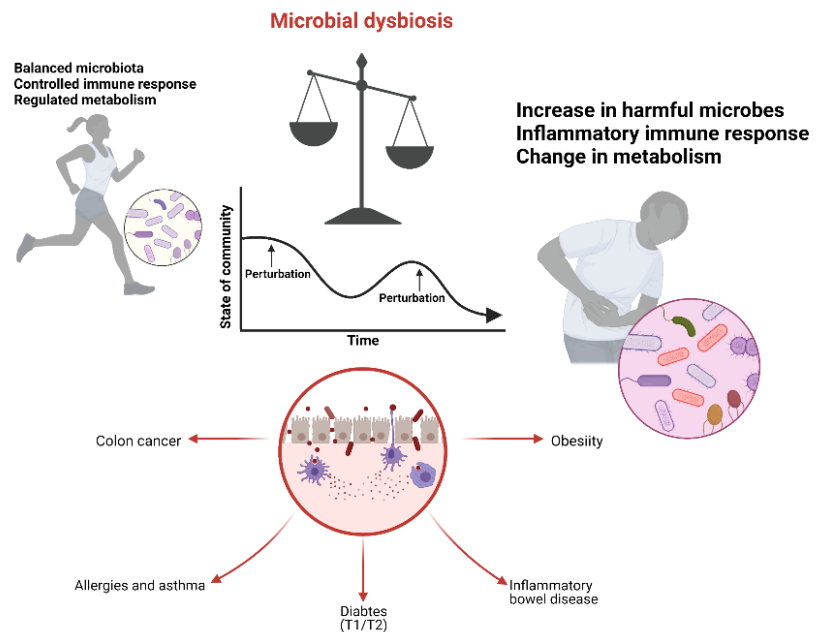 Microbial dysbiosis
Balanced microbiota
Controlled immune response
Regulated metabolism
Increase in harmful microbes
Inflammatory immune response
Change in metabolism
State of community
Perturbation
Perturbation
Time
Colon cancer
Obesiity
Allergies and asthma
Diabtes
(T1/T2)
Inflammatory
bowel disease